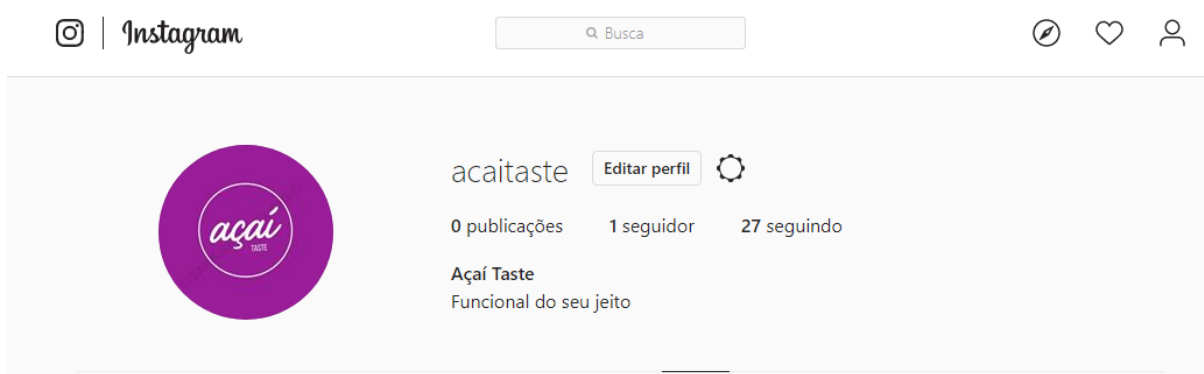 Instagram
Busca
acaitaste Editar perfil
0 publicações 1 seguidor 27 seguindo
açaí
TASTE
Açaí Taste
Funcional do seu jeito